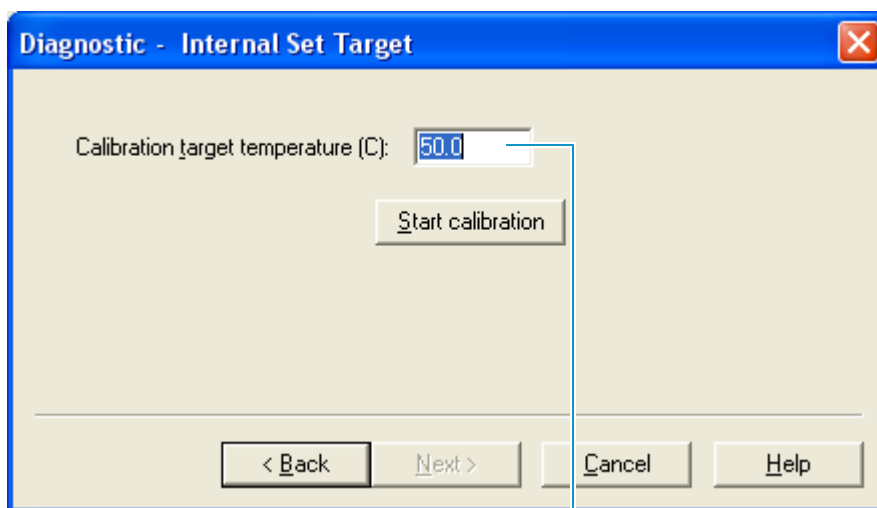 Diagnostic - Internal Set Target
Calibration target temperature (C): 50.0
Start calibration
< Back Next > Cancel Help